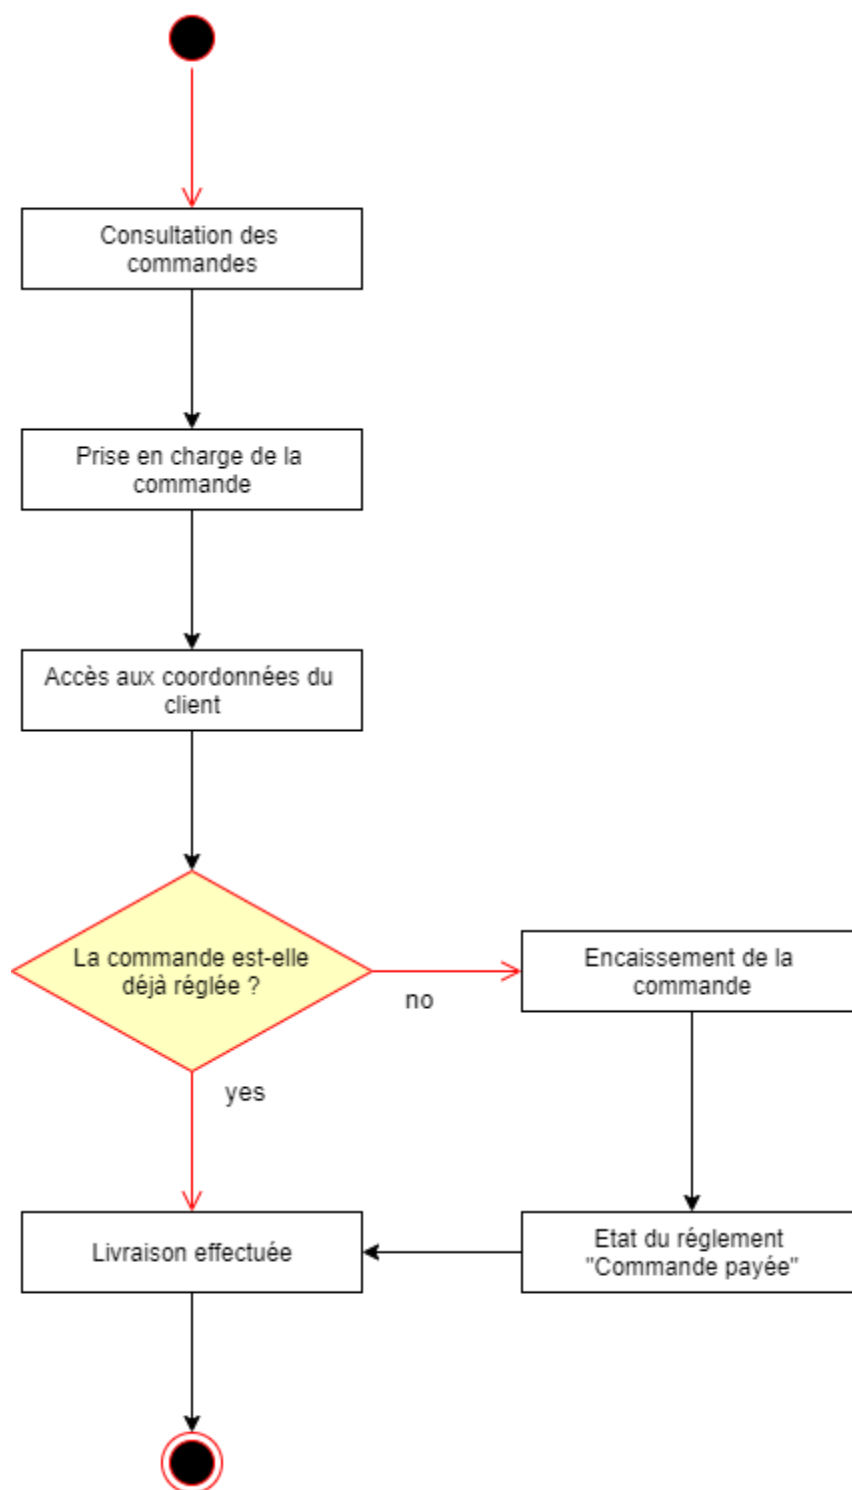 Consultation des
commandes
Prise en charge de la
commande
Accès aux coordonnées du
client
La commande est-elle
déjà réglée ?
no
Encaissement de la
commande
yes
Livraison effectuée
Etat du réglement
"Commande payée"